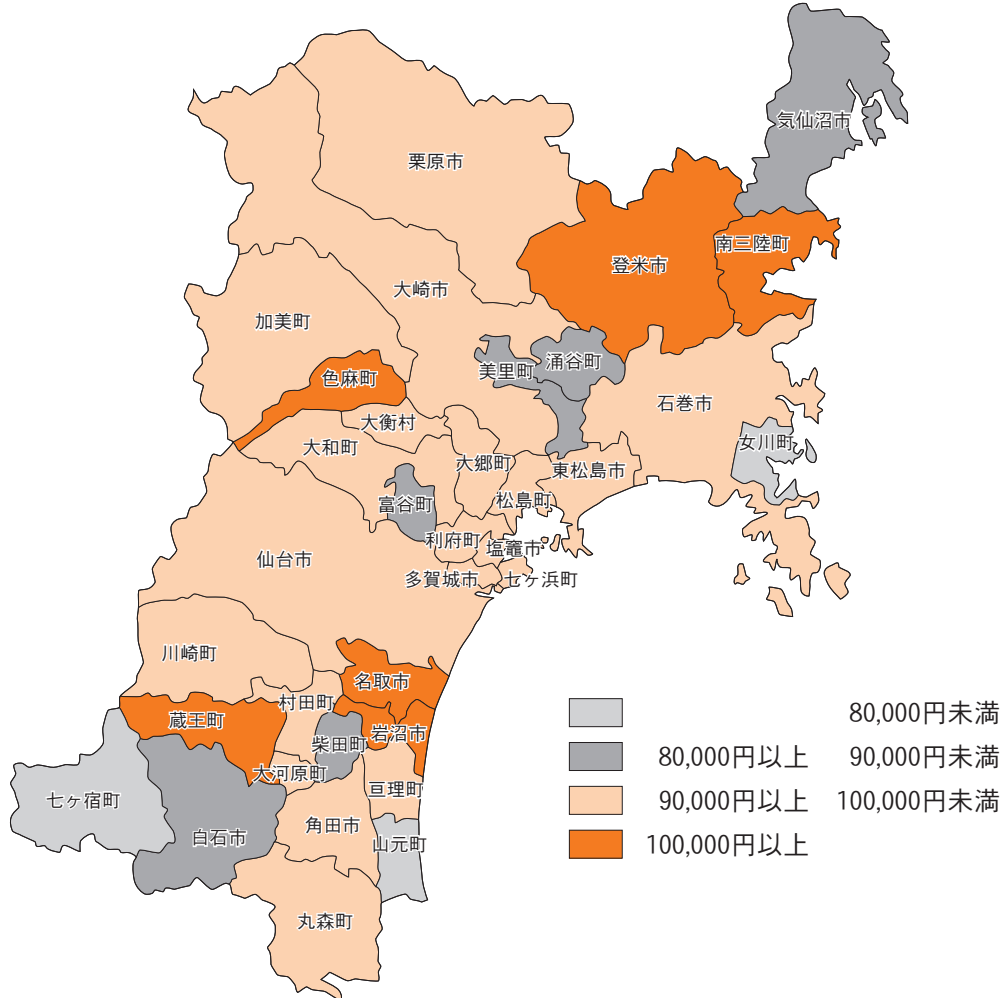 気仙沼市
栗原市
南三陸町
登米市
大崎市
加美町
涌谷町
美里町
色麻町
石巻市
大衡村
女川町
大和町
大郷町
東松島市
松島町
富谷町
利府町
塩竈市
仙台市
多賀城市
七ヶ浜町
川崎町
名取市
村田町
蔵王町
岩沼市
柴田町
大河原町
亘理町
七ヶ宿町
角田市
白石市
山元町
丸森町
80,000円未満
80,000円以上 90,000円未満
90,000円以上 100,000円未満
100,000円以上